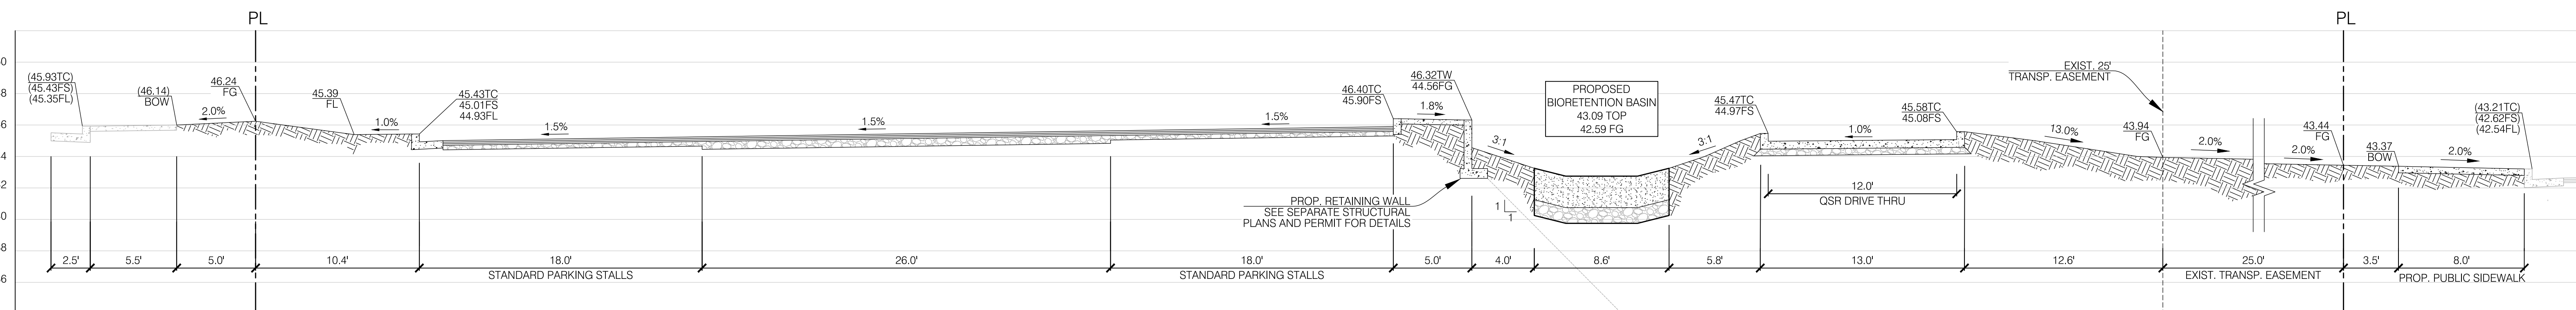 PL
PL
0
8
6
4
2
0
8
6
(45.93TC)
(45.43FS)
(45.35FL)
(46.14)
BOW
2.0%
46.24
FG
45.39
FL
1.0%
45.43TC
45.01FS
44.93FL
1.5%
1.5%
1.5%
46.40TC
45.90FS
46.32TW
44.56FG
1.8%
3:1
PROPOSED
BIORETENTION BASIN
43.09 TOP
42.59 FG
3:1
45.47TC
44.97FS
1.0%
45.58TC
45.08FS
13.0%
EXIST. 25'
TRANSP. EASEMENT
43.94
FG
2.0%
2.0%
43.44
FG
43.37
BOW
2.0%
(43.21TC)
(42.62FS)
(42.54FL)
12.0'
QSR DRIVE THRU
PROP. RETAINING WALL
SEE SEPARATE STRUCTURAL
PLANS AND PERMIT FOR DETAILS
1
1
2.5'
5.5'
5.0'
10.4'
18.0'
STANDARD PARKING STALLS
26.0'
18.0'
STANDARD PARKING STALLS
5.0'
4.0'
8.6'
5.8'
13.0'
12.6'
25.0'
EXIST. TRANSP. EASEMENT
3.5'
8.0'
PROP. PUBLIC SIDEWALK